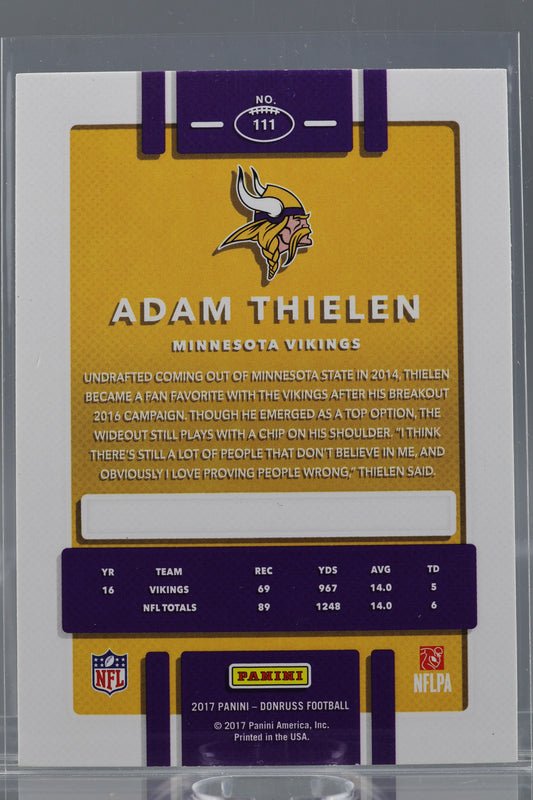 NO.
111
ADAM THIELEN
MINNESOTA VIKINGS
UNDRAFTED COMING OUT OF MINNESOTA STATE IN 2014, THIELEN
BECAME A FAN FAVORITE WITH THE VIKINGS AFTER HIS BREAKOUT
2016 CAMPAIGN. THOUGH HE EMERGED AS A TOP OPTION, THE
WIDEOUT STILL PLAYS WITH A CHIP ON HIS SHOULDER. “I THINK
THERE’S STILL A LOT OF PEOPLE THAT DON’T BELIEVE IN ME, AND
OBVIOUSLY I LOVE PROVING PEOPLE WRONG,” THIELEN SAID.
YR TEAM REC YDS AVG TD
16 VIKINGS 69 967 14.0 5
NFL TOTALS 89 1248 14.0 6
NFL
PANINI
NFLPA
2017 PANINI – DONRUSS FOOTBALL
© 2017 Panini America, Inc.
Printed in the USA.